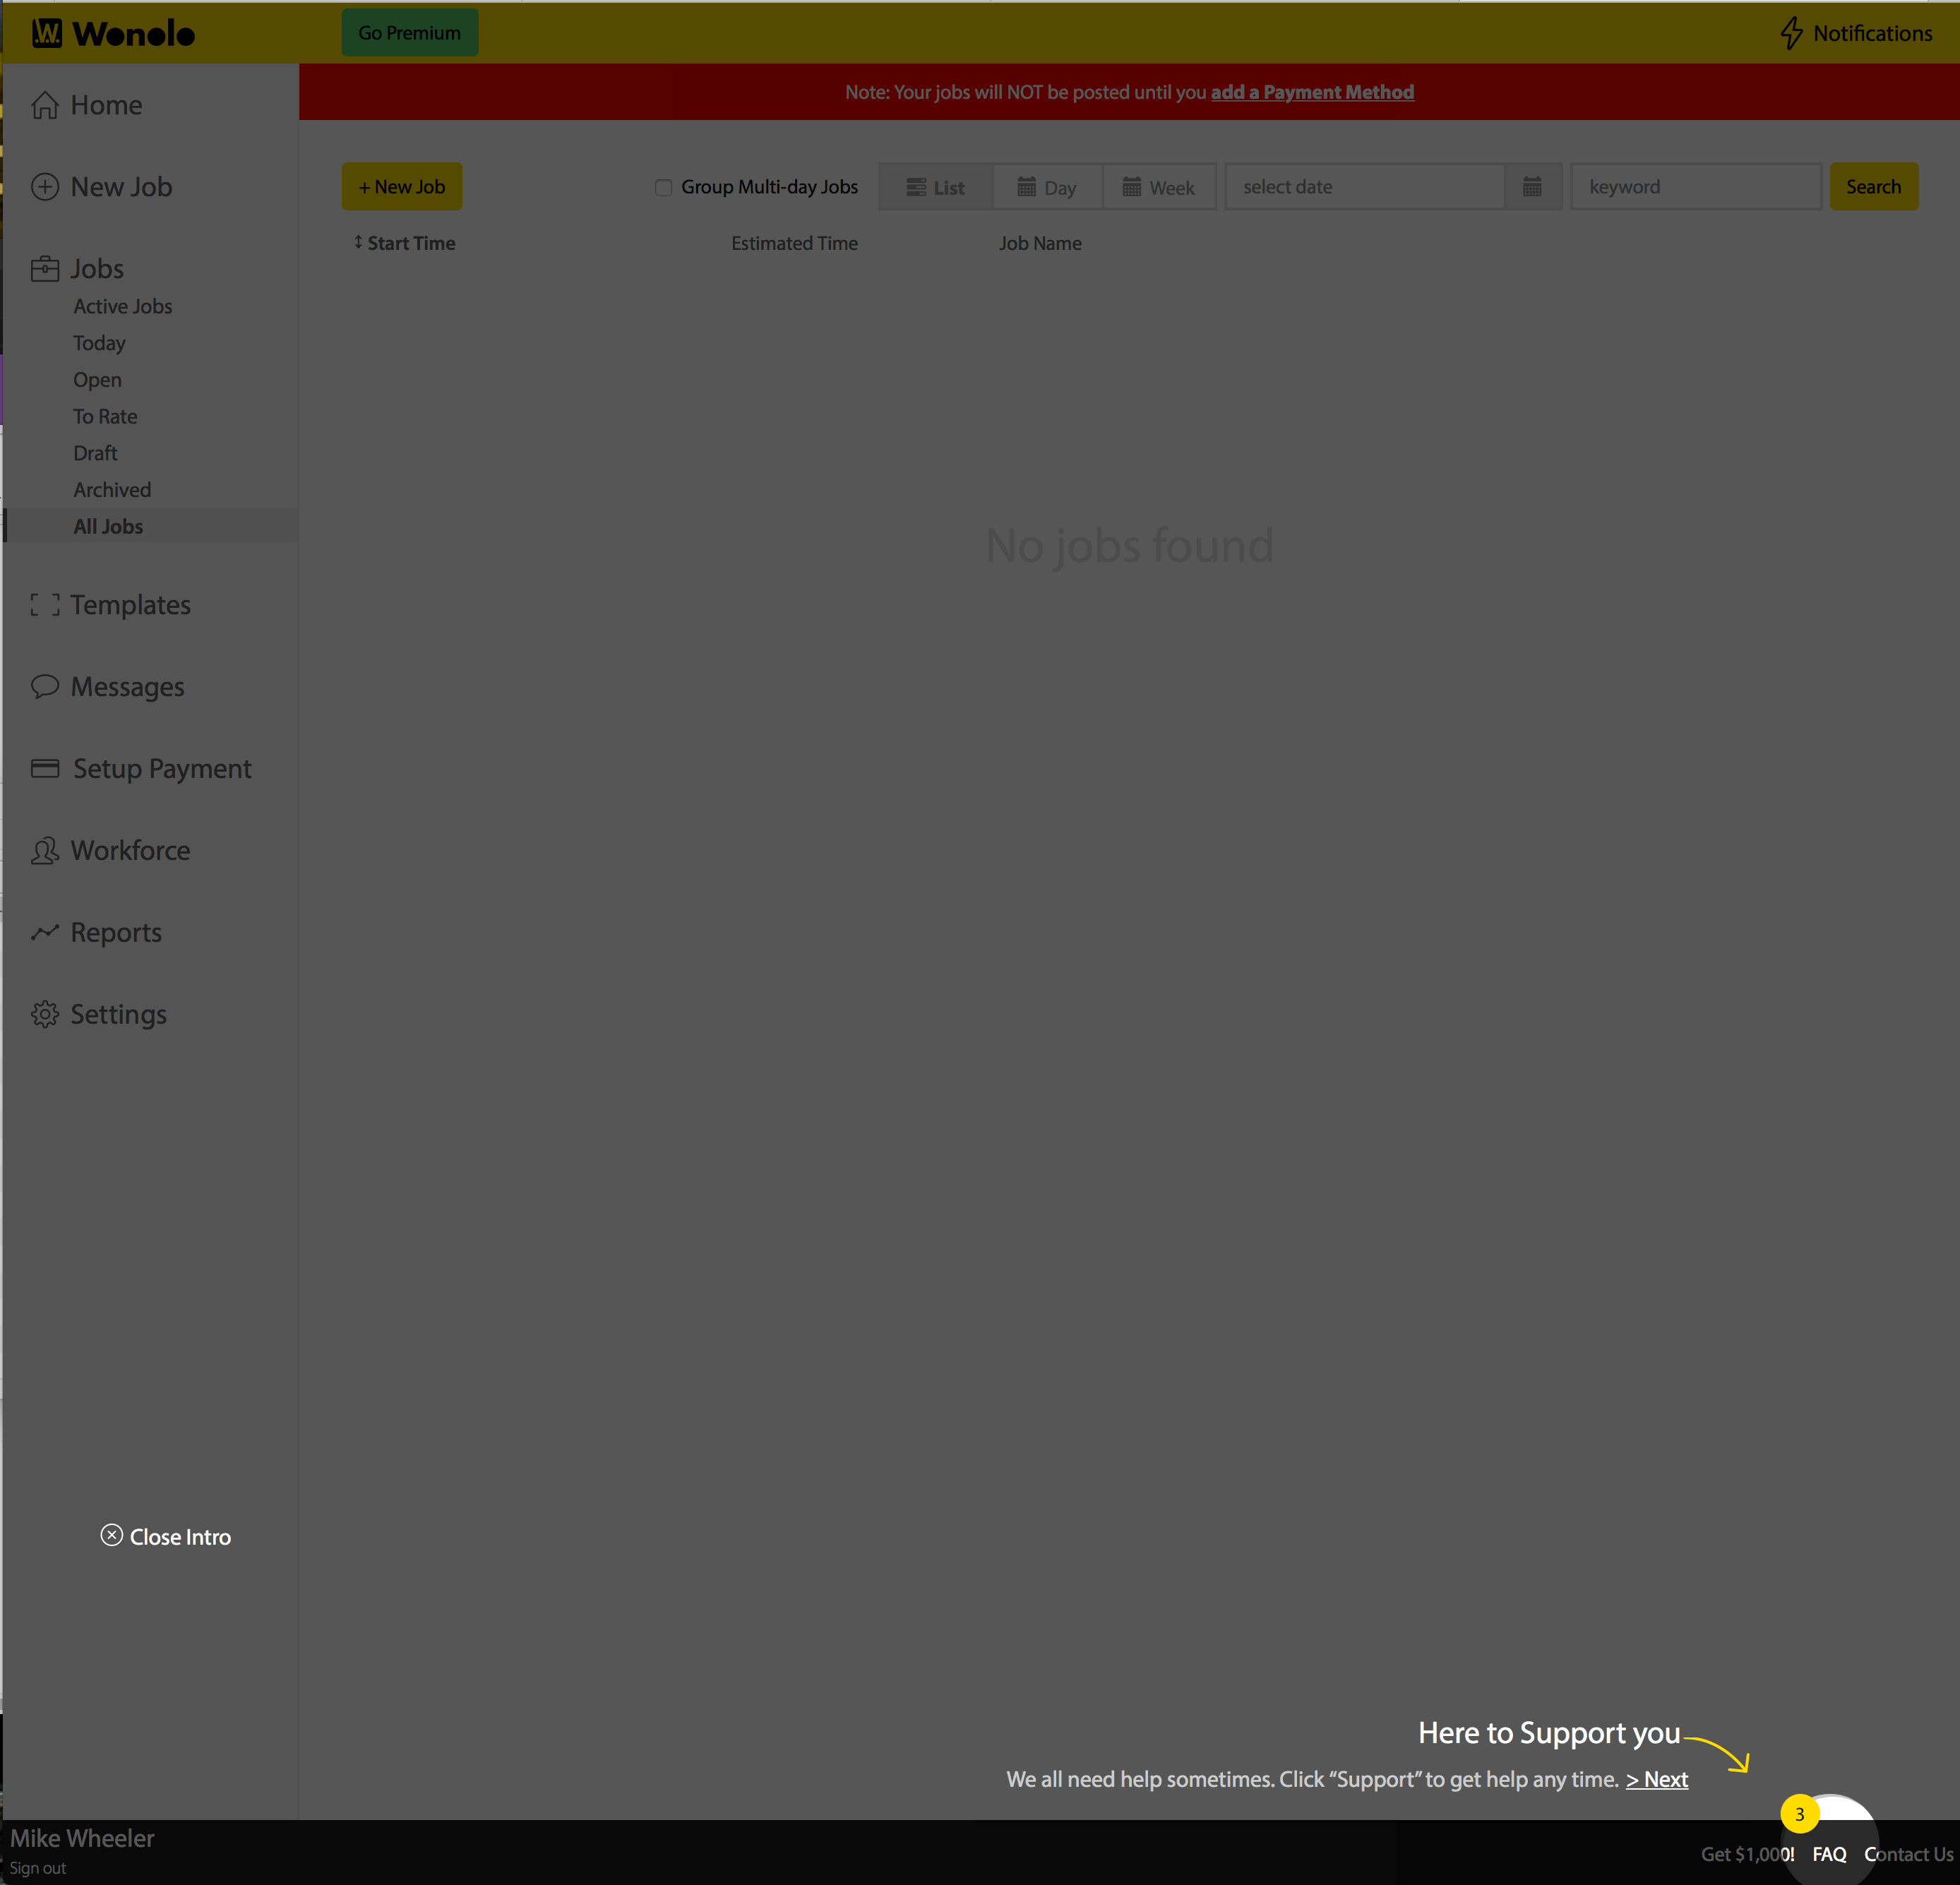 W Wonolo
Go Premium
Notifications
Note: Your jobs will NOT be posted until you add a Payment Method
Home
New Job
Jobs
Active Jobs
Today
Open
To Rate
Draft
Archived
All Jobs
Templates
Messages
Setup Payment
Workforce
Reports
Settings
+ New Job
Group Multi-day Jobs
List
Day
Week
select date
keyword
Search
Start Time
Estimated Time
Job Name
No jobs found
Close Intro
Here to Support you
We all need help sometimes. Click “Support” to get help any time. > Next
3
Mike Wheeler
Sign out
Get $1,000!
FAQ
Contact Us